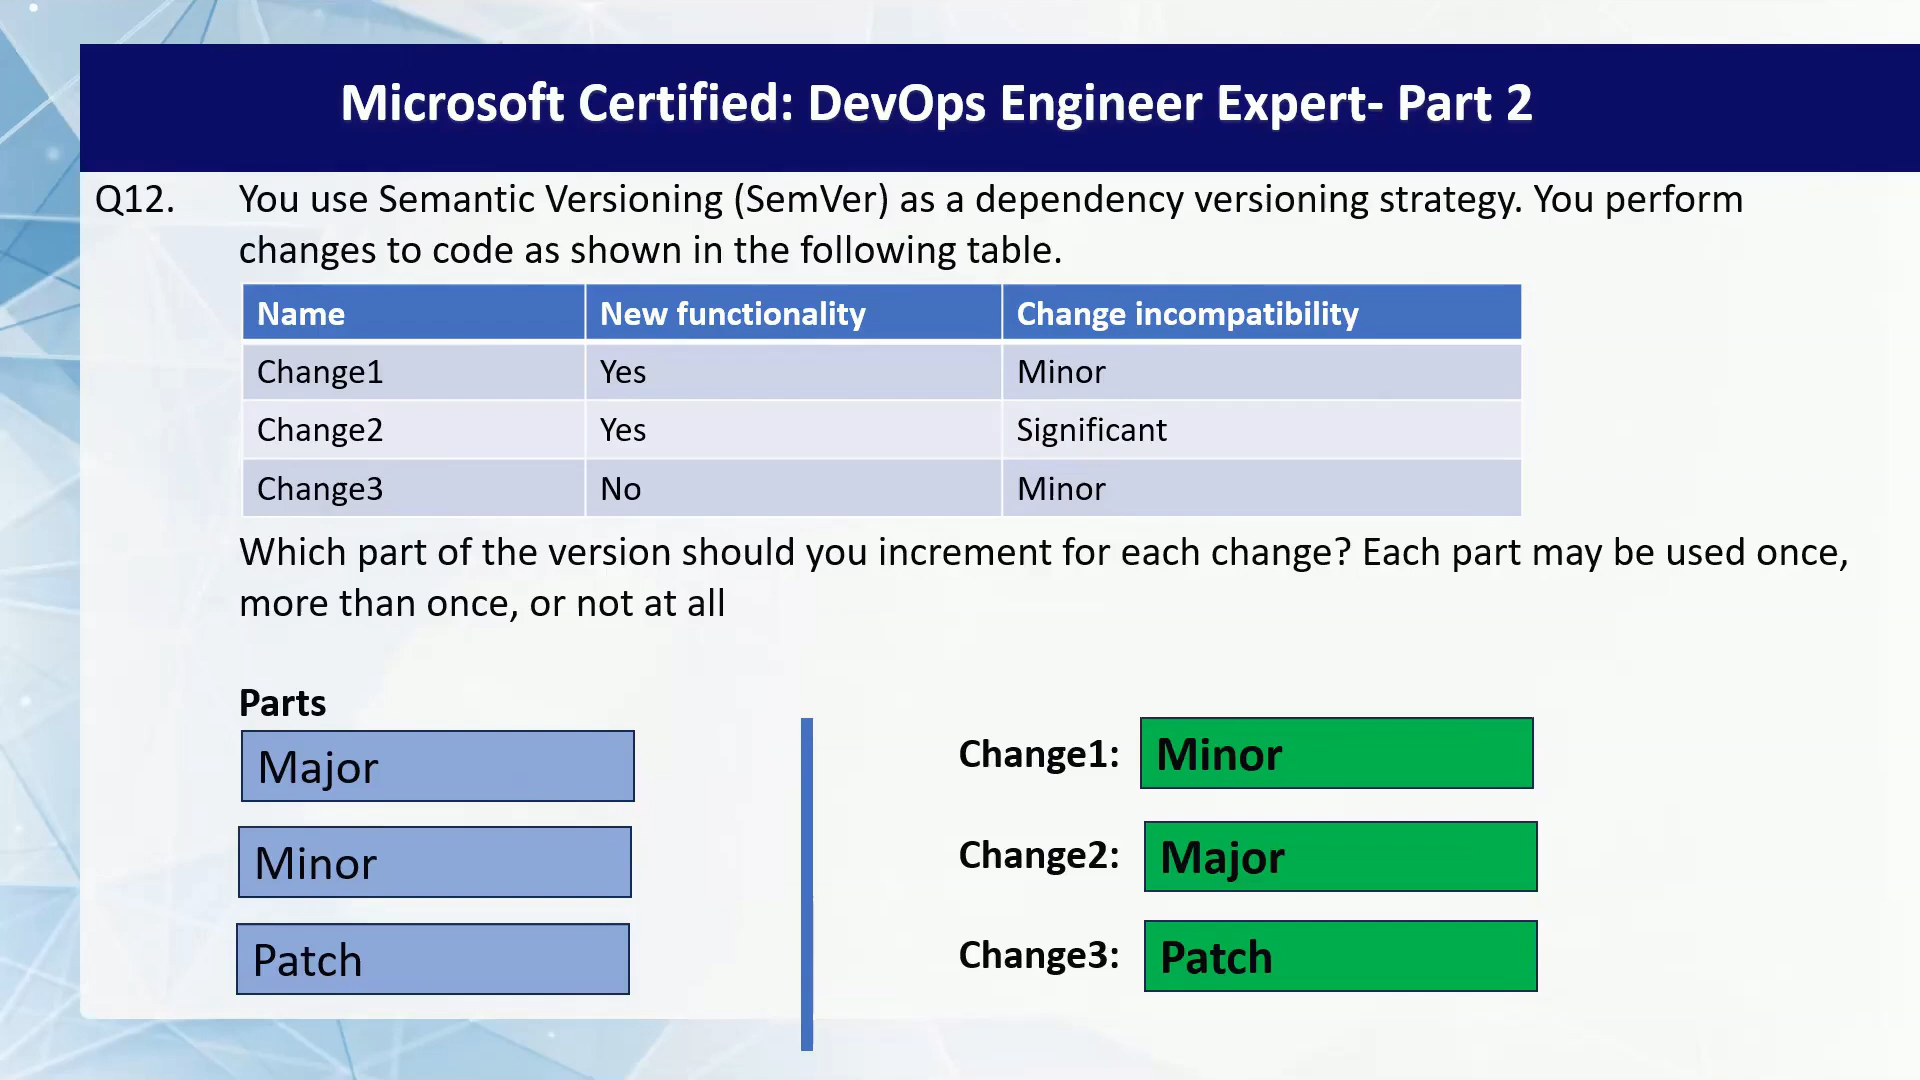 Microsoft Certified: DevOps Engineer Expert- Part 2
Q12. You use Semantic Versioning (SemVer) as a dependency versioning strategy. You perform
changes to code as shown in the following table.
Name New functionality Change incompatibility
Change1 Yes Minor
Change2 Yes Significant
Change3 No Minor
Which part of the version should you increment for each change? Each part may be used once,
more than once, or not at all
Parts
Major
Minor
Patch
Change1: Minor
Change2: Major
Change3: Patch